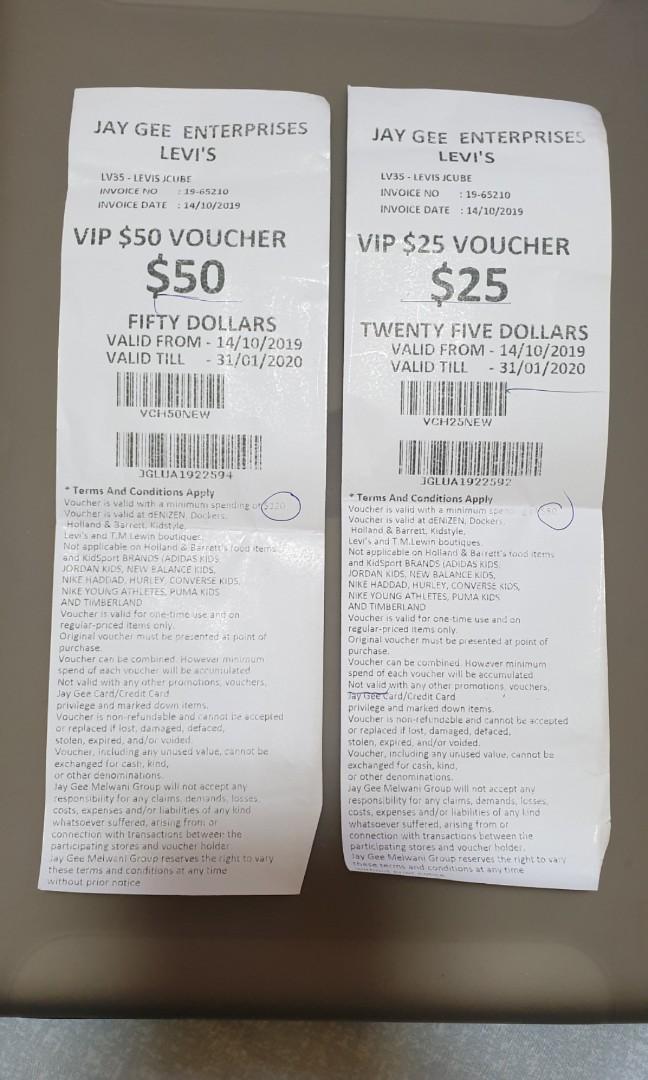 JAY GEE ENTERPRISES
LEVI'S
LV35 - LEVIS JCUBE
INVOICE NO : 19-65210
INVOICE DATE : 14/10/2019
VIP $50 VOUCHER
$50
FIFTY DOLLARS
VALID FROM - 14/10/2019
VALID TILL - 31/01/2020
VCH50NEW
JGLUA1922594
* Terms And Conditions Apply
Voucher is valid with a minimum spending of
Voucher is valid at dENIZEN, Dockers,
Holland & Barrett, Kidstyle,
Levi's and T.M.Lewin boutiques.
Not applicable on Holland & Barrett's food items
and KidSport BRANDS (ADIDAS KIDS,
JORDAN KIDS, NEW BALANCE KIDS,
NIKE HADDAD, HURLEY, CONVERSE KIDS,
NIKE YOUNG ATHLETES, PUMA KIDS
AND TIMBERLAND
Voucher is valid for one-time use and on
regular-priced items only.
Original voucher must be presented at point of
purchase.
Voucher can be combined. However minimum
spend of each voucher will be accumulated
Not valid with any other promotions, vouchers,
Jay Gee Card/Credit Card
privilege and marked down items.
Voucher is non-refundable and cannot be accepted
or replaced if lost, damaged, defaced,
stolen, expired, and/or voided.
Voucher, including any unused value, cannot be
exchanged for cash, kind,
or other denominations.
Jay Gee Melwani Group will not accept any
responsibility for any claims, demands, losses,
costs, expenses and/or liabilities of any kind
whatsoever suffered, arising from or
connection with transactions between the
participating stores and voucher holder
Jay Gee Melwani Group reserves the right to vary
these terms and conditions at any time
without prior notice
JAY GEE ENTERPRISES
LEVI'S
LV35 - LEVIS JCUBE
INVOICE NO : 19-65210
INVOICE DATE : 14/10/2019
VIP $25 VOUCHER
$25
TWENTY FIVE DOLLARS
VALID FROM - 14/10/2019
VALID TILL - 31/01/2020
VCH25NEW
JGLUA1922592
* Terms And Conditions Apply
Voucher is valid with a minimum
Voucher is valid at dENIZEN, Dockers,
Holland & Barrett, Kidstyle,
Levi's and T.M.Lewin boutiques.
Not applicable on Holland & Barrett's food items
and KidSport BRANDS (ADIDAS KIDS,
JORDAN KIDS, NEW BALANCE KIDS,
NIKE HADDAD, HURLEY, CONVERSE KIDS,
NIKE YOUNG ATHLETES, PUMA KIDS
AND TIMBERLAND
Voucher is valid for one-time use and on
regular-priced items only.
Original voucher must be presented at point of
purchase.
Voucher can be combined. However minimum
spend of each voucher will be accumulated
Not valid with any other promotions, vouchers,
Jay Gee Card/Credit Card
privilege and marked down items.
Voucher is non-refundable and cannot be accepted
or replaced if lost, damaged, defaced,
stolen, expired, and/or voided.
Voucher, including any unused value, cannot be
exchanged for cash, kind,
or other denominations.
Jay Gee Melwani Group will not accept any
responsibility for any claims, demands, losses,
costs, expenses and/or liabilities of any kind
whatsoever suffered, arising from or
connection with transactions between the
participating stores and voucher holder.
Jay Gee Melwani Group reserves the right to vary
these terms and conditions at any time